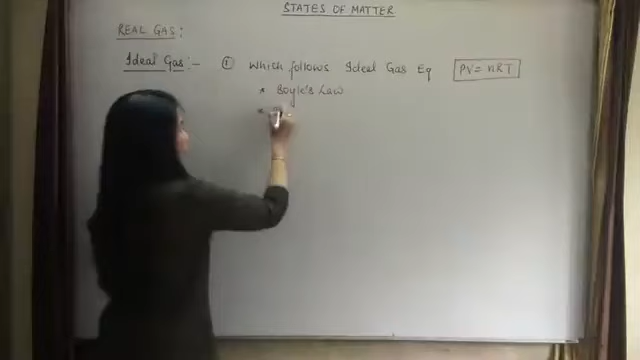 STATES OF MATTER
REAL GAS:
Ideal Gas:- ① Which follows Ideal Gas Eq PV = nRT
* Boyle's Law
*